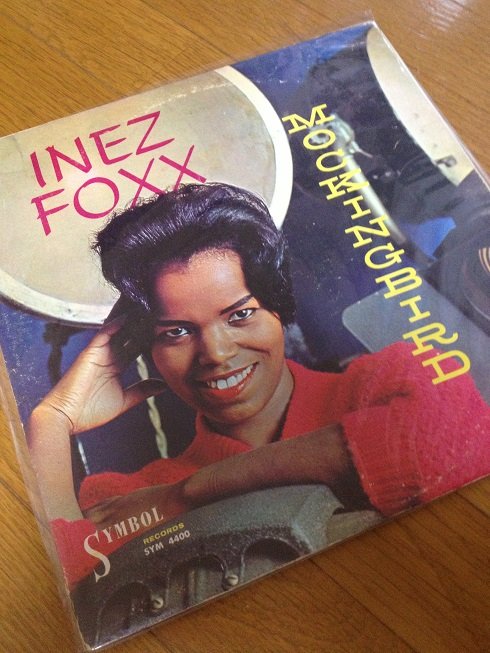 INEZ
FOXX
MOCKINGBIRD
SYMBOL
RECORDS
SYM 4400